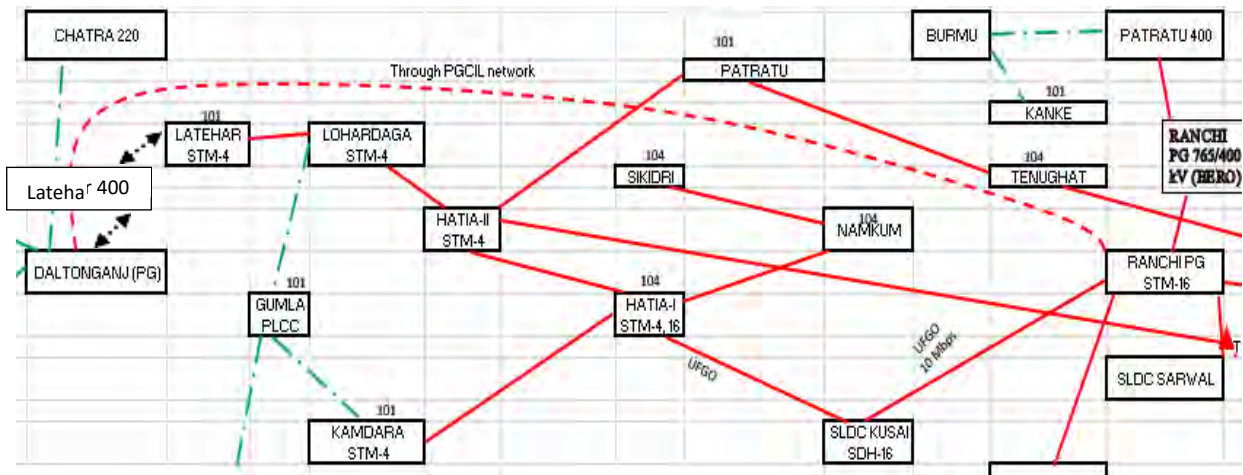 CHATRA 220
BURMU
PATRATU 400
101
PATRATU
Through PGCIL network
101
KANKE
101
LATEHAR
STM-4
LOHARDAGA
STM-4
RANCHI
PG 765/400
kV (BERO)
104
SIKIDRI
104
TENUGHAT
Latehar 400
HATIA-II
STM-4
104
NAMKUM
DALTONGANJ (PG)
RANCHI PG
STM-16
101
GUMLA
PLCC
104
HATIA-I
STM-4, 16
UFGO
10 Mbps
UFGO
T
SLDC SARWAL
101
KAMDARA
STM-4
SLDC KUSAI
SDH-16